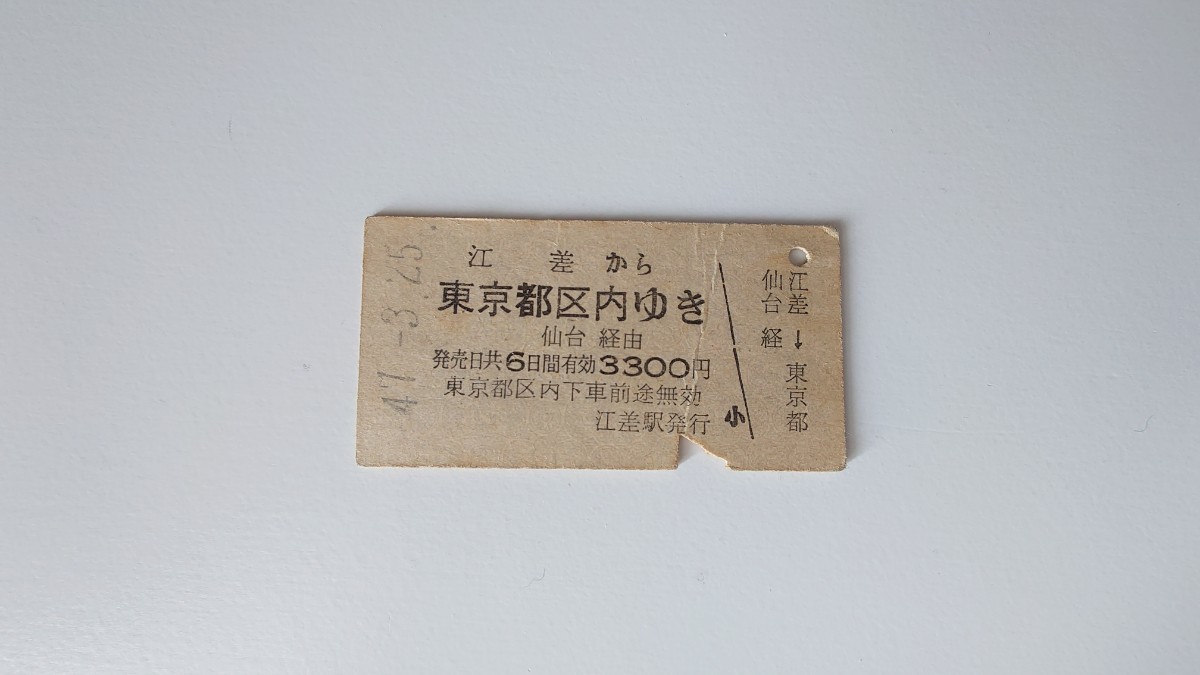 47.-3.25
江差から
東京都区内ゆき
仙台 経由
発売日共6日間有効3300円
東京都区内下車前途無効
江差駅発行
小
江差→東京都
仙台経